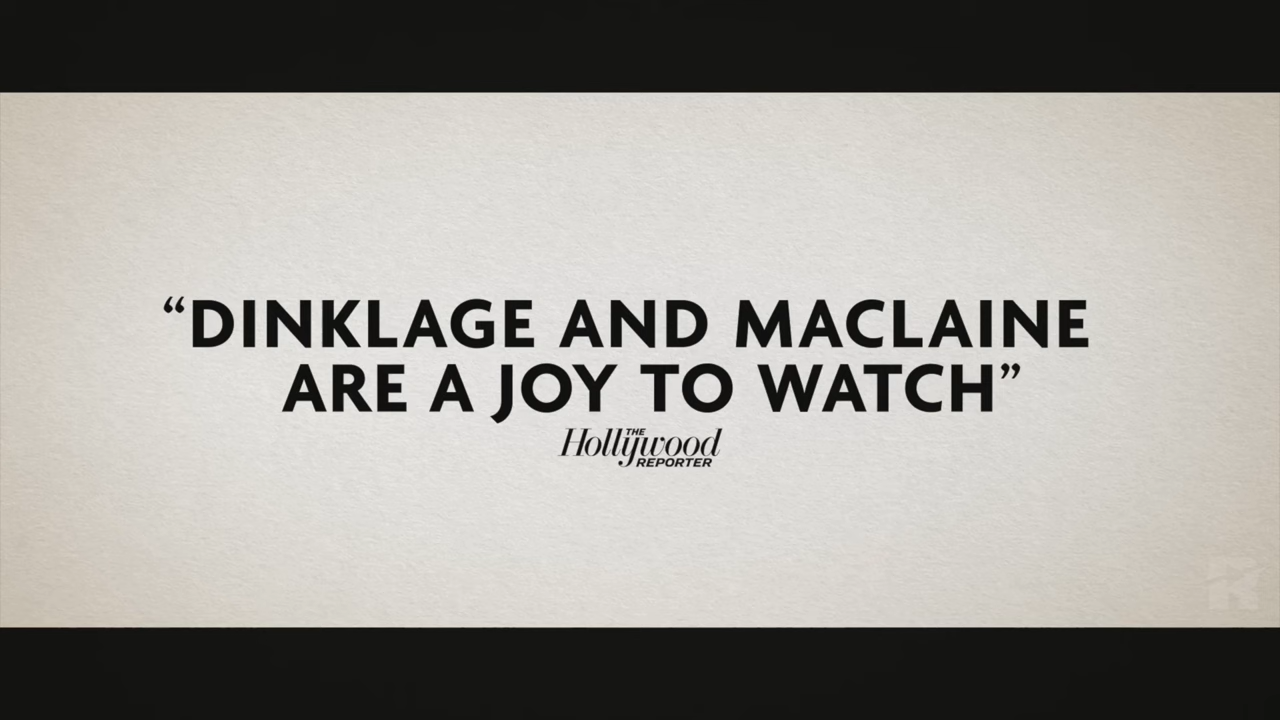 “DINKLAGE AND MACLAINE
ARE A JOY TO WATCH”
THE
Hollywood
REPORTER